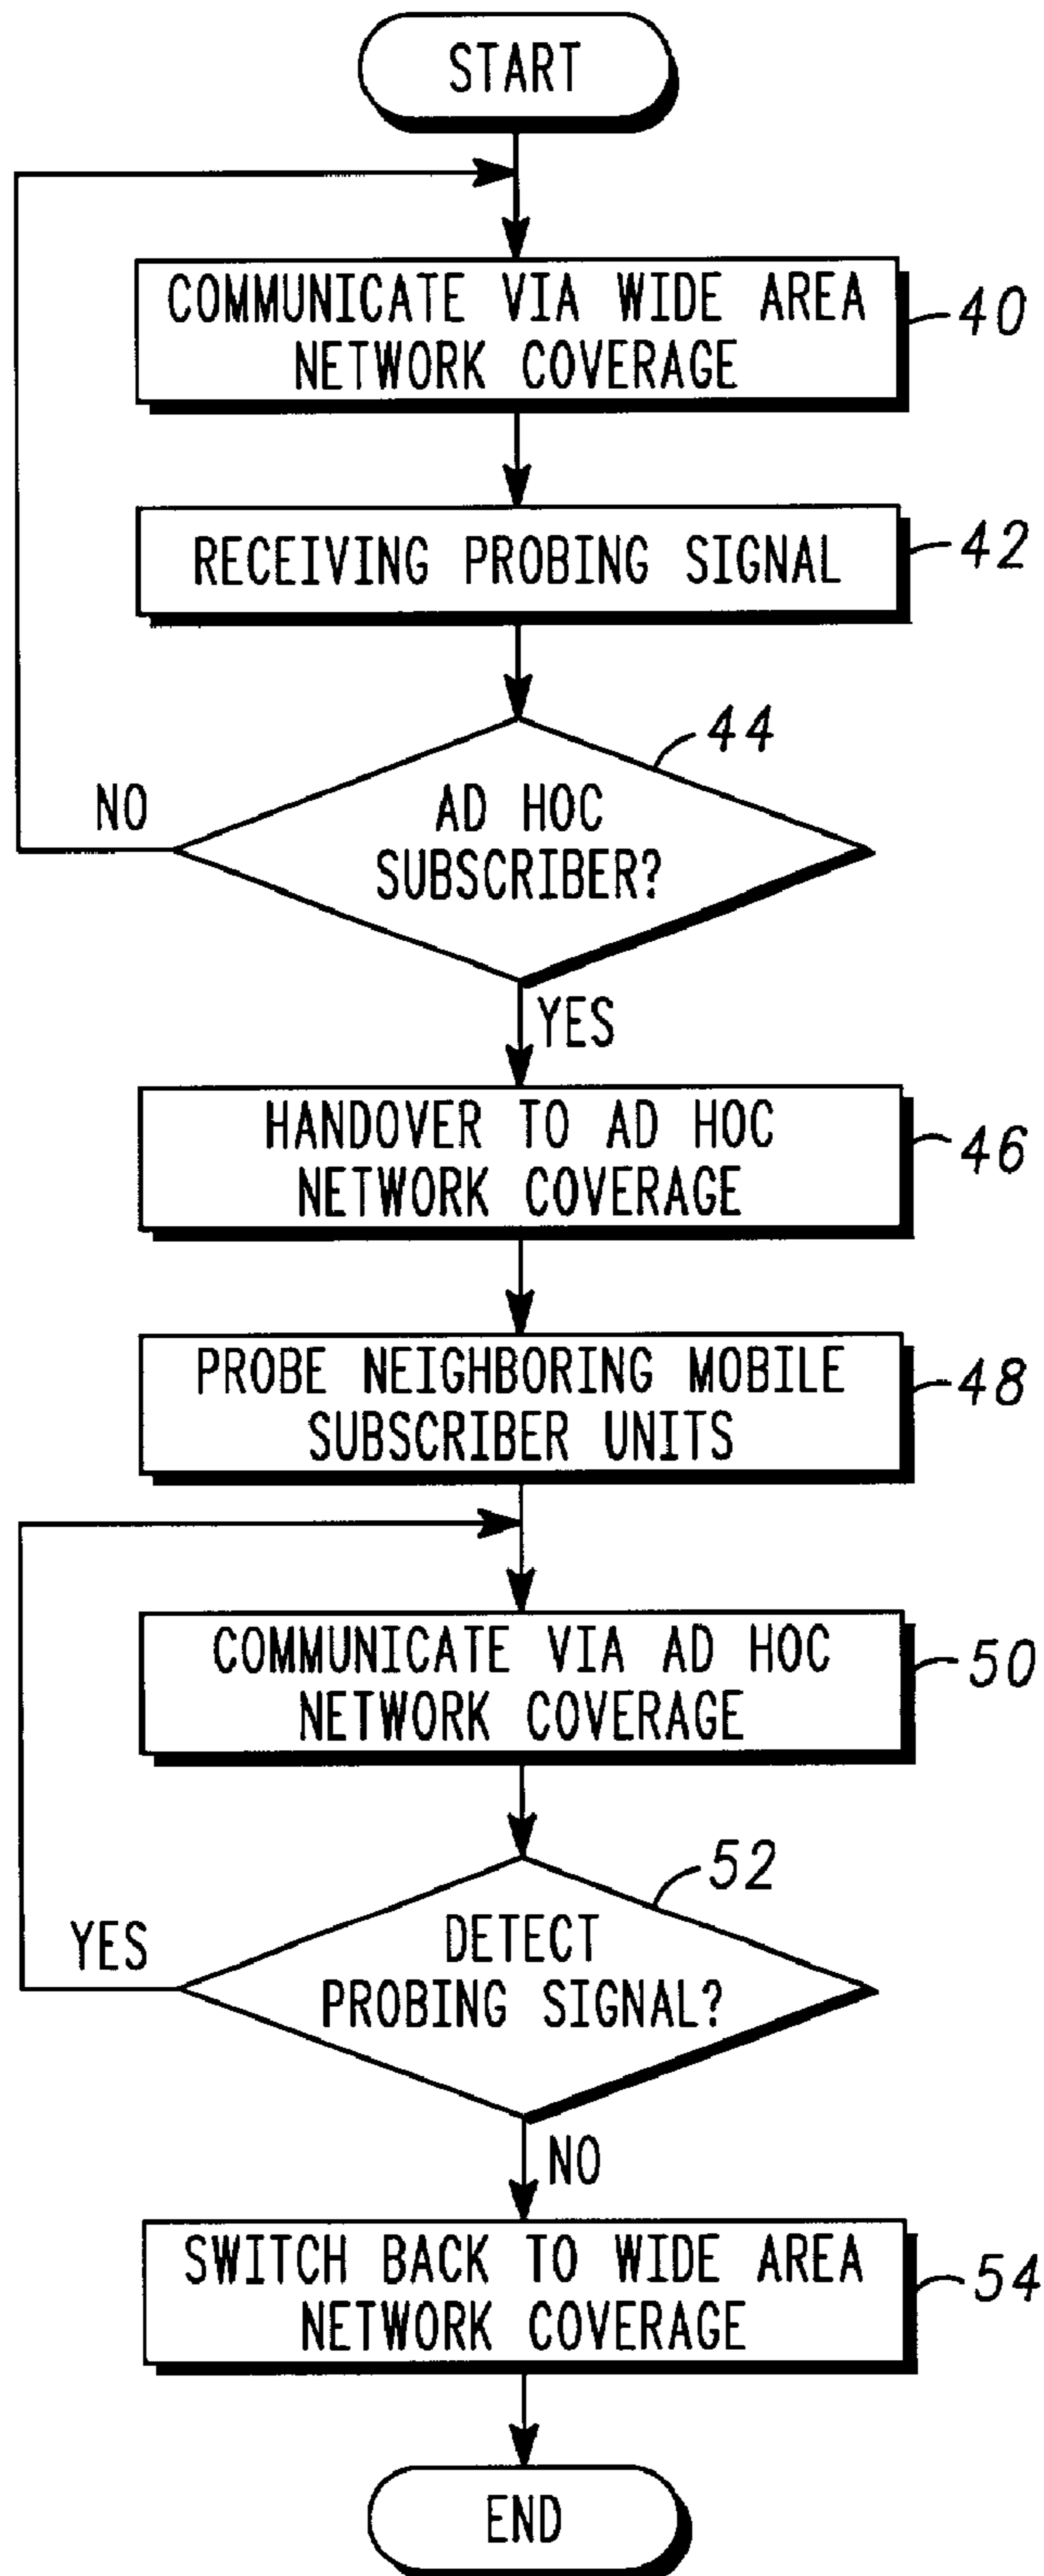 START
COMMUNICATE VIA WIDE AREA
NETWORK COVERAGE
40
RECEIVING PROBING SIGNAL
42
44
AD HOC
SUBSCRIBER?
NO
YES
HANDOVER TO AD HOC
NETWORK COVERAGE
46
PROBE NEIGHBORING MOBILE
SUBSCRIBER UNITS
48
COMMUNICATE VIA AD HOC
NETWORK COVERAGE
50
52
DETECT
PROBING SIGNAL?
YES
NO
SWITCH BACK TO WIDE AREA
NETWORK COVERAGE
54
END